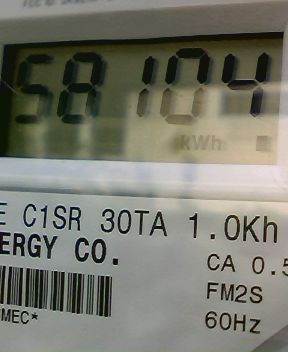 58104
kWh
E C1SR 30TA 1.0Kh
ERGY CO.
CA 0.5
FM2S
MEC*
60Hz